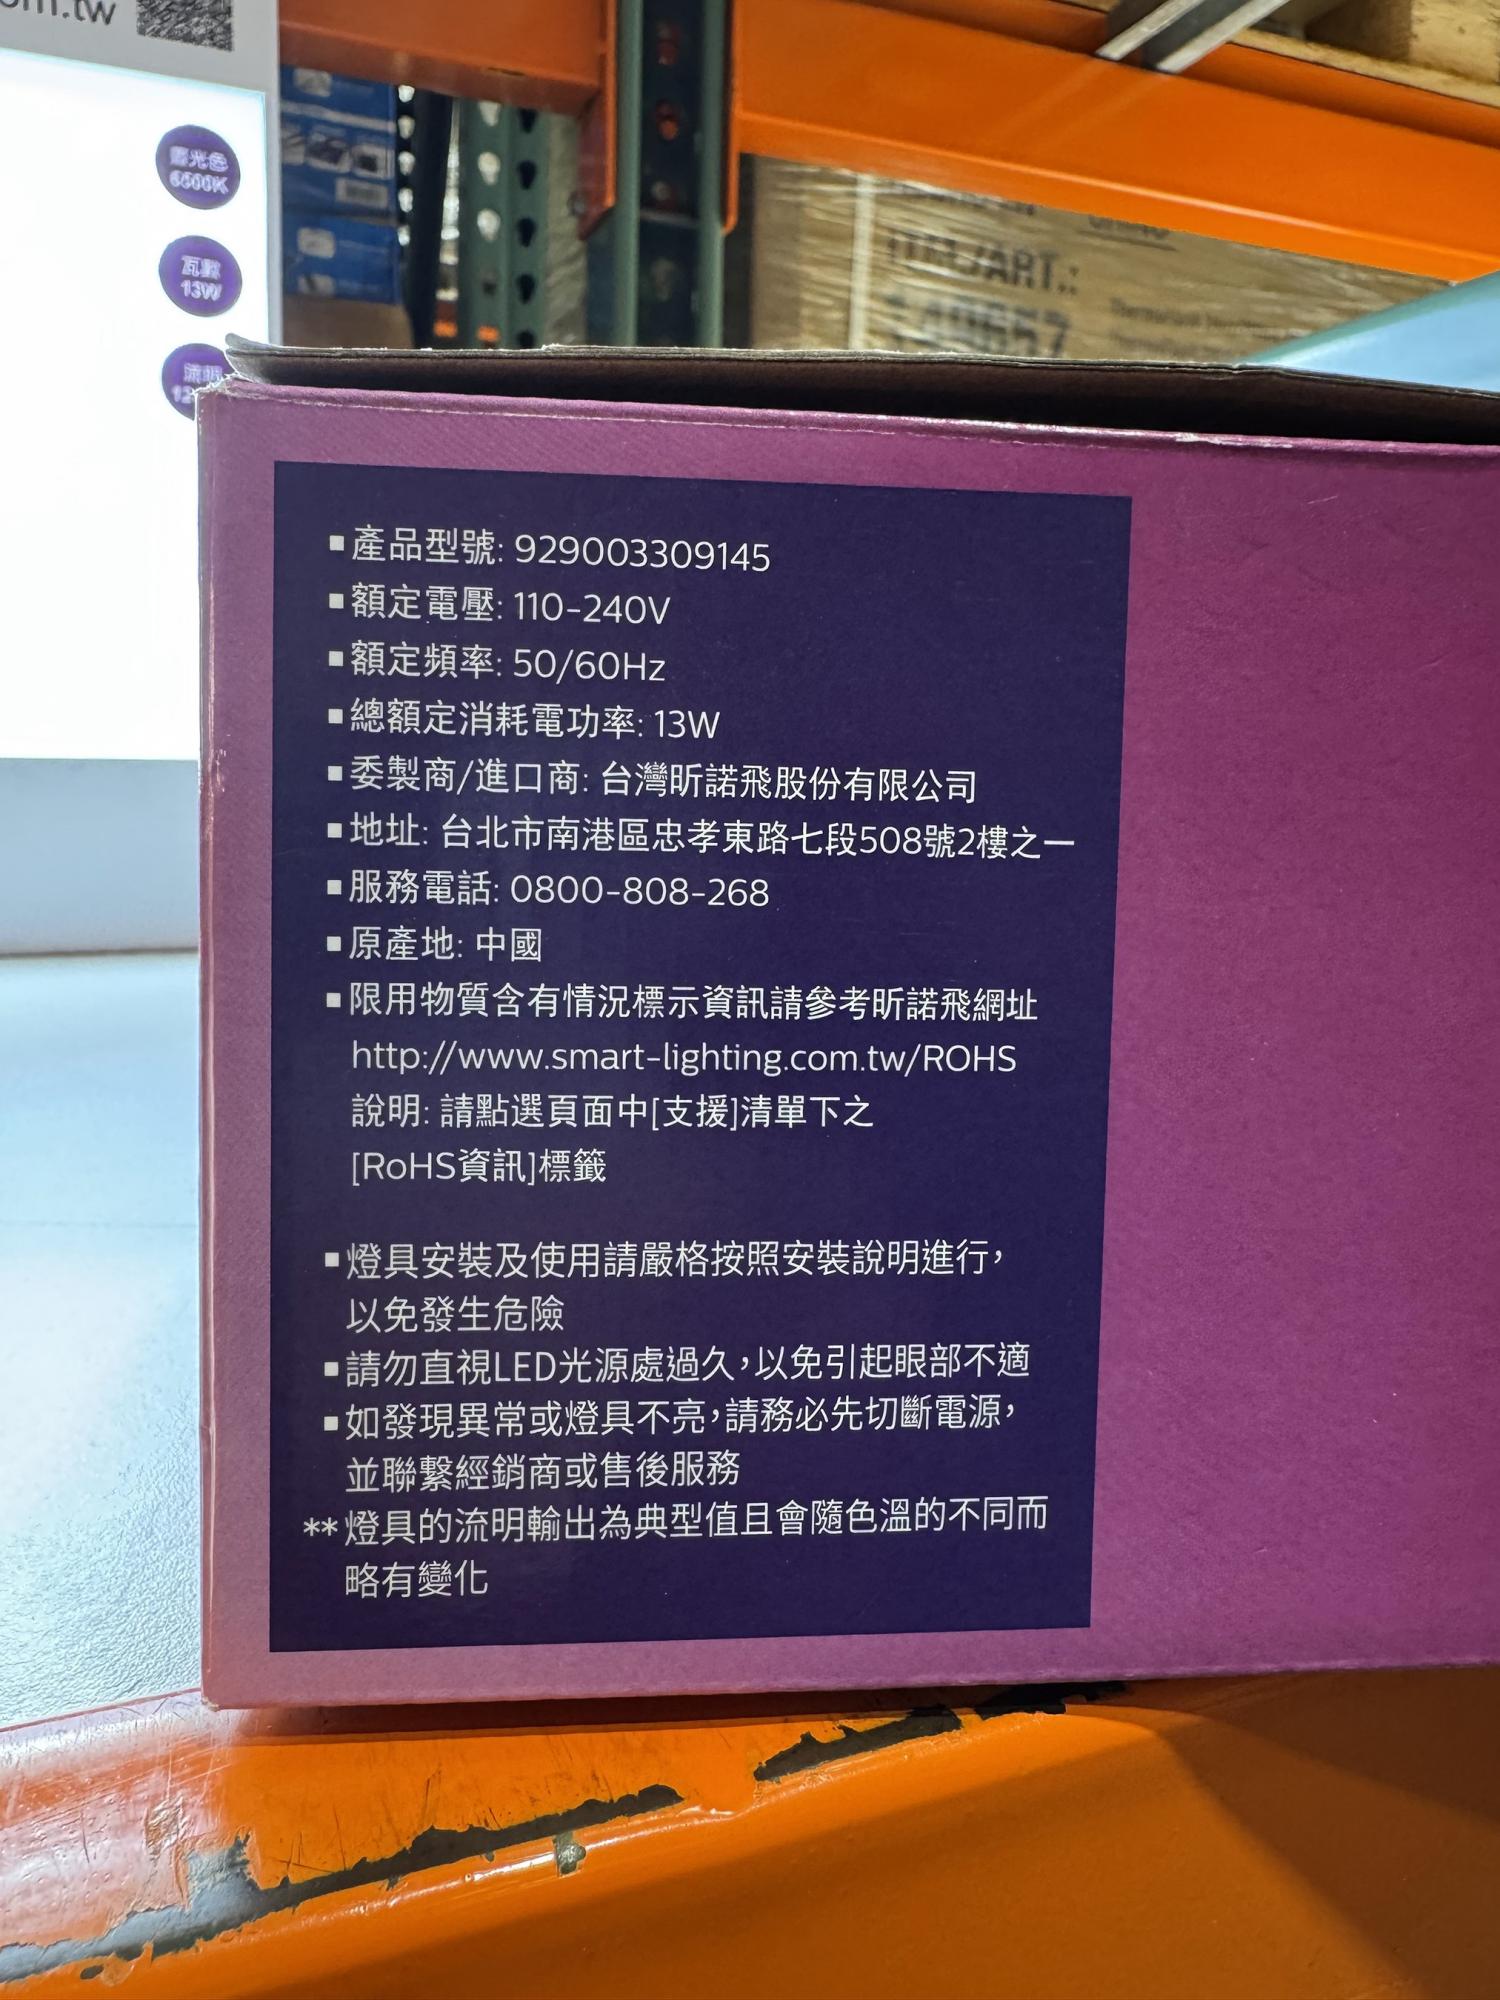 .tw
晝光色
6500K
瓦數
13W
ITEM/ART.:
▪產品型號: 929003309145
▪額定電壓: 110-240V
▪額定頻率: 50/60Hz
▪總額定消耗電功率: 13W
▪委製商/進口商: 台灣昕諾飛股份有限公司
▪地址: 台北市南港區忠孝東路七段508號2樓之一
▪服務電話: 0800-808-268
▪原產地: 中國
▪限用物質含有情況標示資訊請參考昕諾飛網址
http://www.smart-lighting.com.tw/ROHS
說明: 請點選頁面中[支援]清單下之
[RoHS資訊]標籤
▪燈具安裝及使用請嚴格按照安裝說明進行，
以免發生危險
▪請勿直視LED光源處過久，以免引起眼部不適
▪如發現異常或燈具不亮，請務必先切斷電源，
並聯繫經銷商或售後服務
**燈具的流明輸出為典型值且會隨色溫的不同而
略有變化